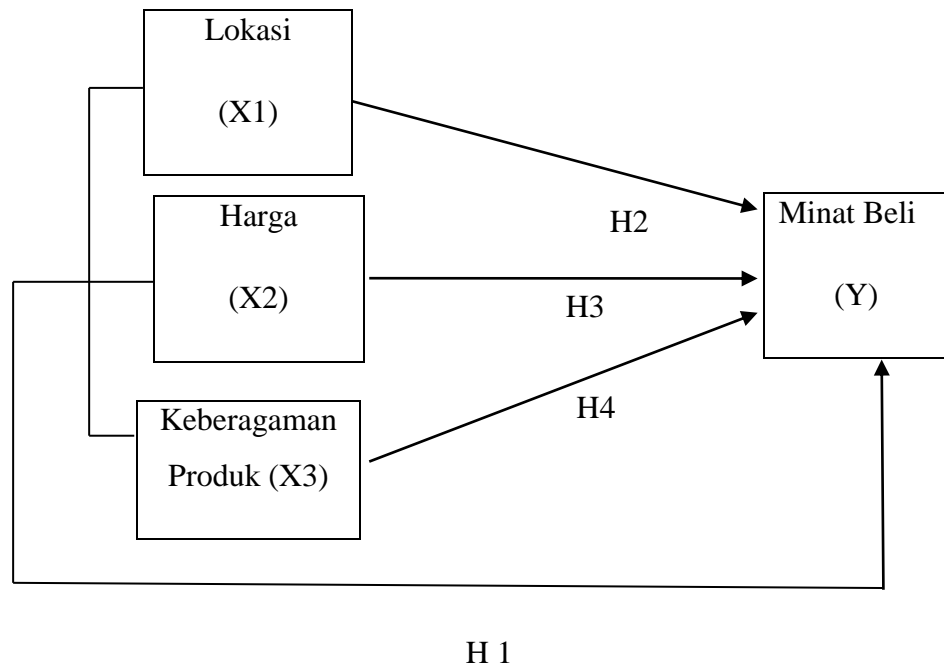 Lokasi
(X1)
Harga
(X2)
Keberagaman
Produk (X3)
H2
H3
H4
Minat Beli
(Y)
H 1